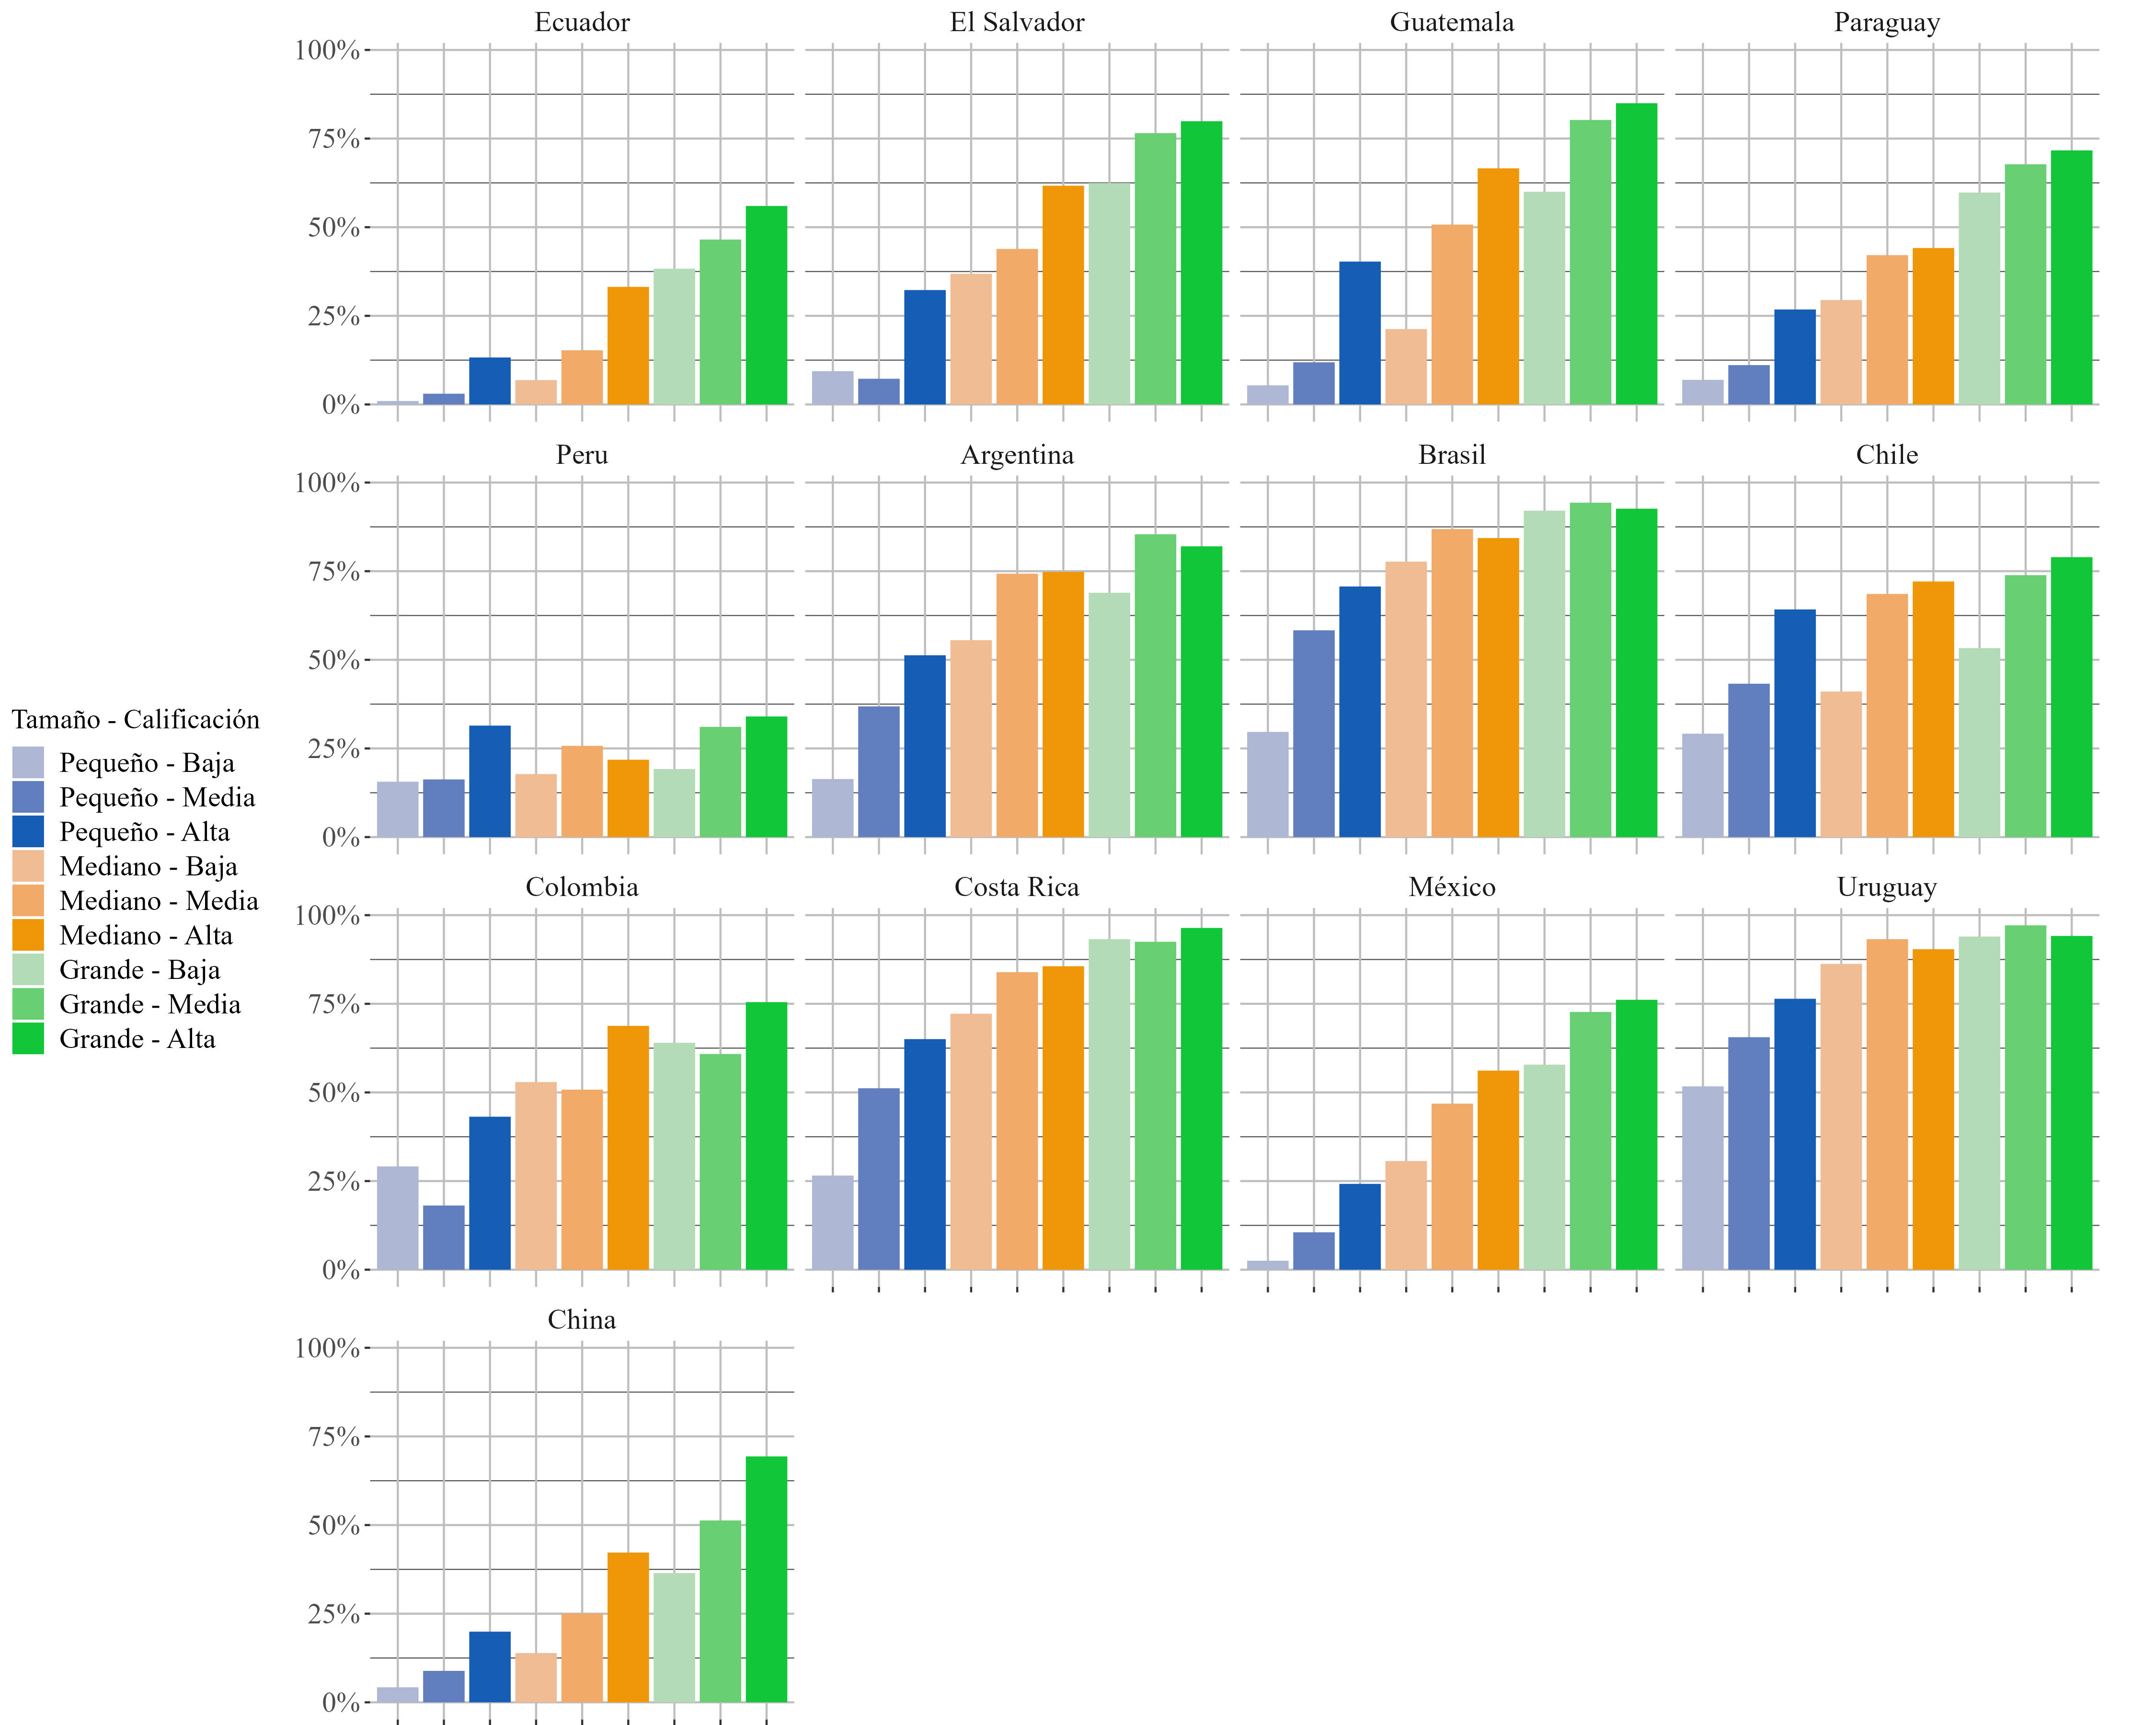 Ecuador
El Salvador
Guatemala
Paraguay
100%
75%
50%
25%
0%
Peru
Argentina
Brasil
Chile
100%
75%
50%
25%
0%
Tamaño - Calificación
Pequeño - Baja
Pequeño - Media
Pequeño - Alta
Mediano - Baja
Mediano - Media
Mediano - Alta
Grande - Baja
Grande - Media
Grande - Alta
Colombia
Costa Rica
México
Uruguay
100%
75%
50%
25%
0%
China
100%
75%
50%
25%
0%